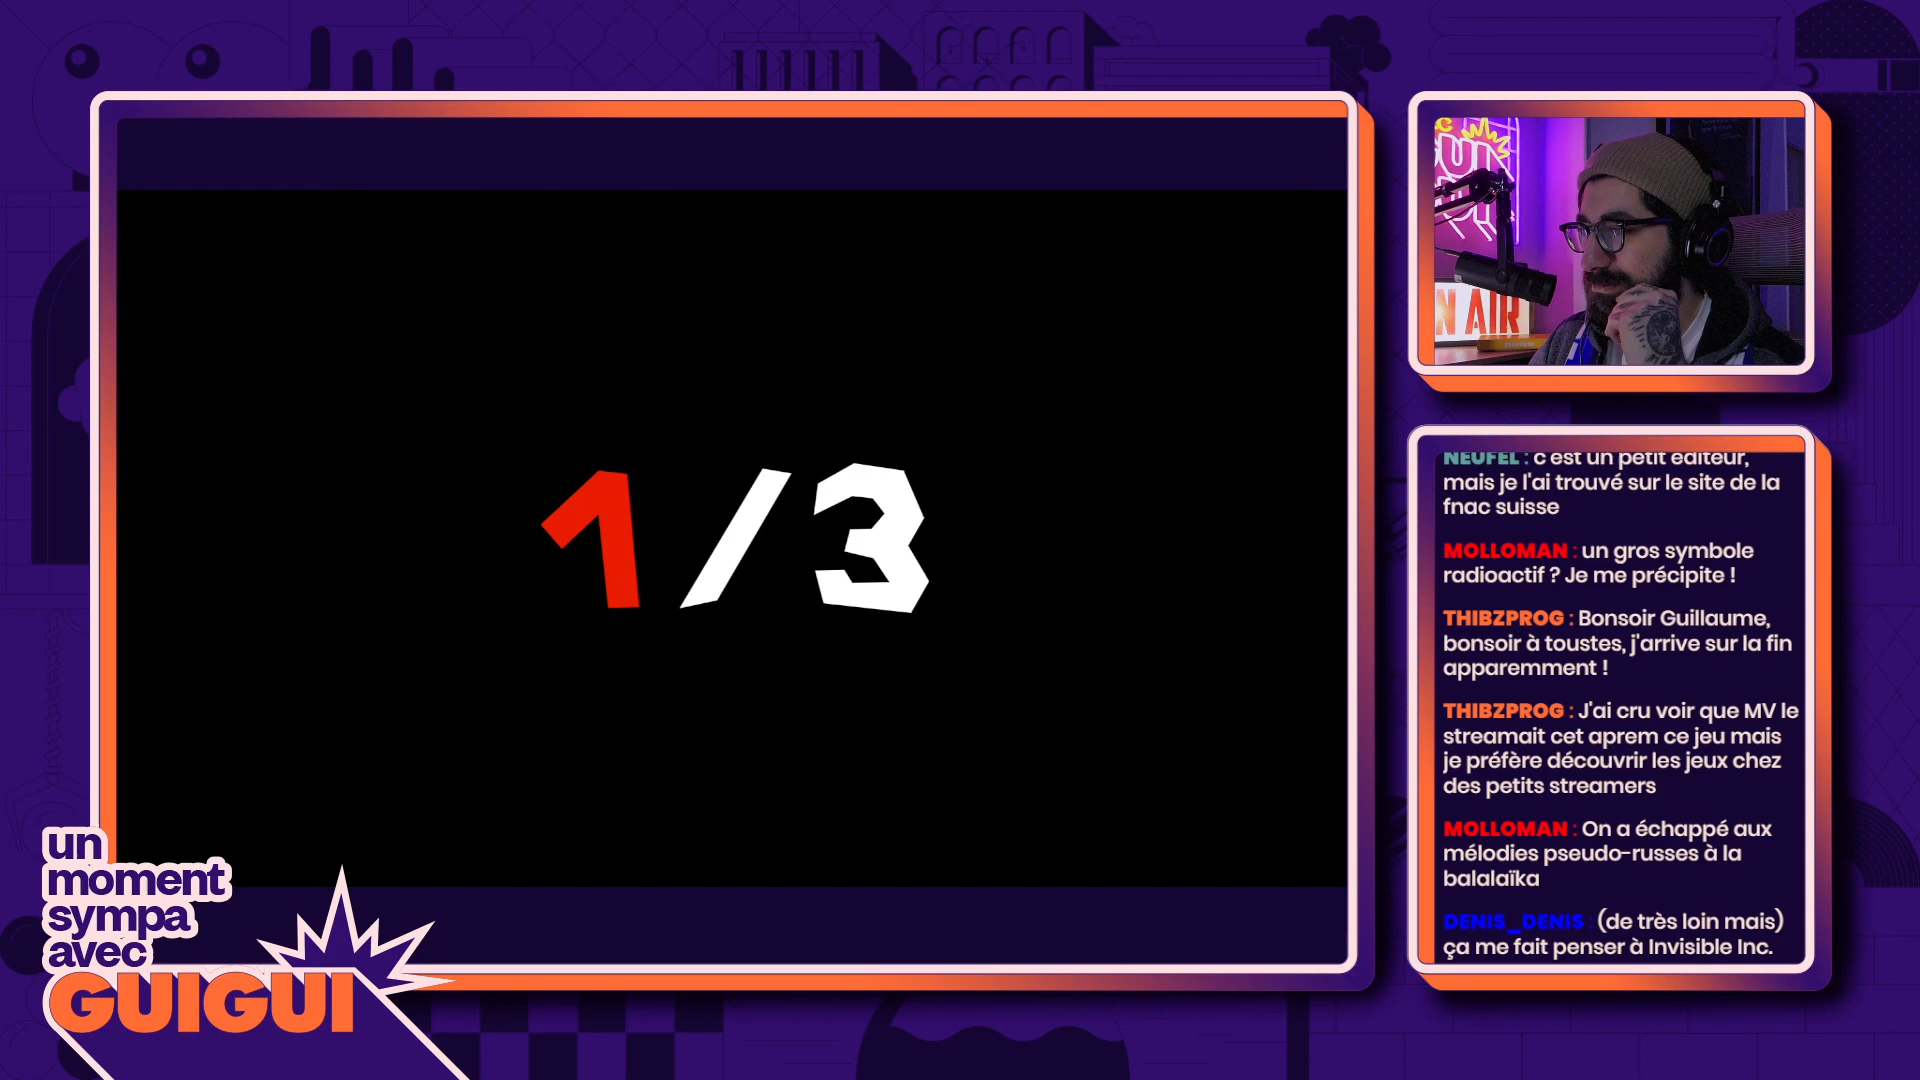 1/3
N AIR
NEUFEL : c'est un petit éditeur,
mais je l'ai trouvé sur le site de la
fnac suisse
MOLLOMAN : un gros symbole
radioactif ? Je me précipite !
THIBZPROG : Bonsoir Guillaume,
bonsoir à toustes, j'arrive sur la fin
apparemment !
THIBZPROG : J'ai cru voir que MV le
streamait cet aprem ce jeu mais
je préfère découvrir les jeux chez
des petits streamers
MOLLOMAN : On a échappé aux
mélodies pseudo-russes à la
balalaïka
DENIS_DENIS : (de très loin mais)
ça me fait penser à Invisible Inc.
un
moment
sympa
avec
GUIGUI